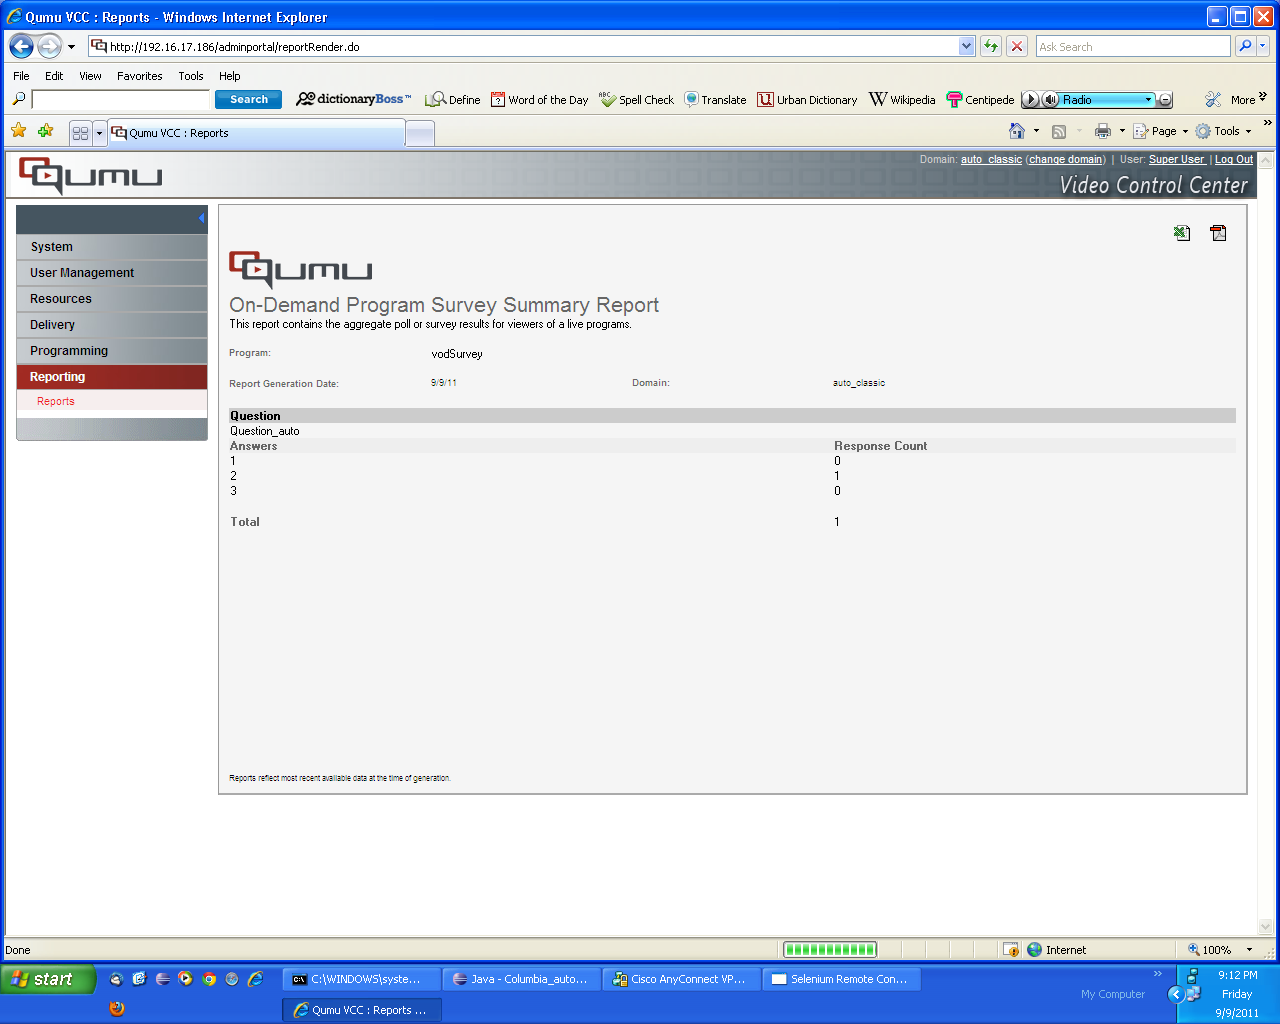 Qumu VCC : Reports - Windows Internet Explorer
http://192.16.17.186/adminportal/reportRender.do
Ask Search
File Edit View Favorites Tools Help
Search dictionaryBoss™ Define Word of the Day Spell Check Translate Urban Dictionary Wikipedia Centipede Radio More
Qumu VCC : Reports
Page Tools
Qumu
Domain: auto_classic (change domain) | User: Super User | Log Out
Video Control Center
System
User Management
Resources
Delivery
Programming
Reporting
Reports
Qumu
On-Demand Program Survey Summary Report
This report contains the aggregate poll or survey results for viewers of a live programs.
Program: vodSurvey
Report Generation Date: 9/9/11 Domain: auto_classic
Question
Question_auto
Answers Response Count
1 0
2 1
3 0
Total 1
Reports reflect most recent available data at the time of generation.
Done Internet 100%
start C:\WINDOWS\syste... Java - Columbia_auto... Cisco AnyConnect VP... Selenium Remote Con...
Qumu VCC : Reports ...
My Computer
9:12 PM
Friday
9/9/2011